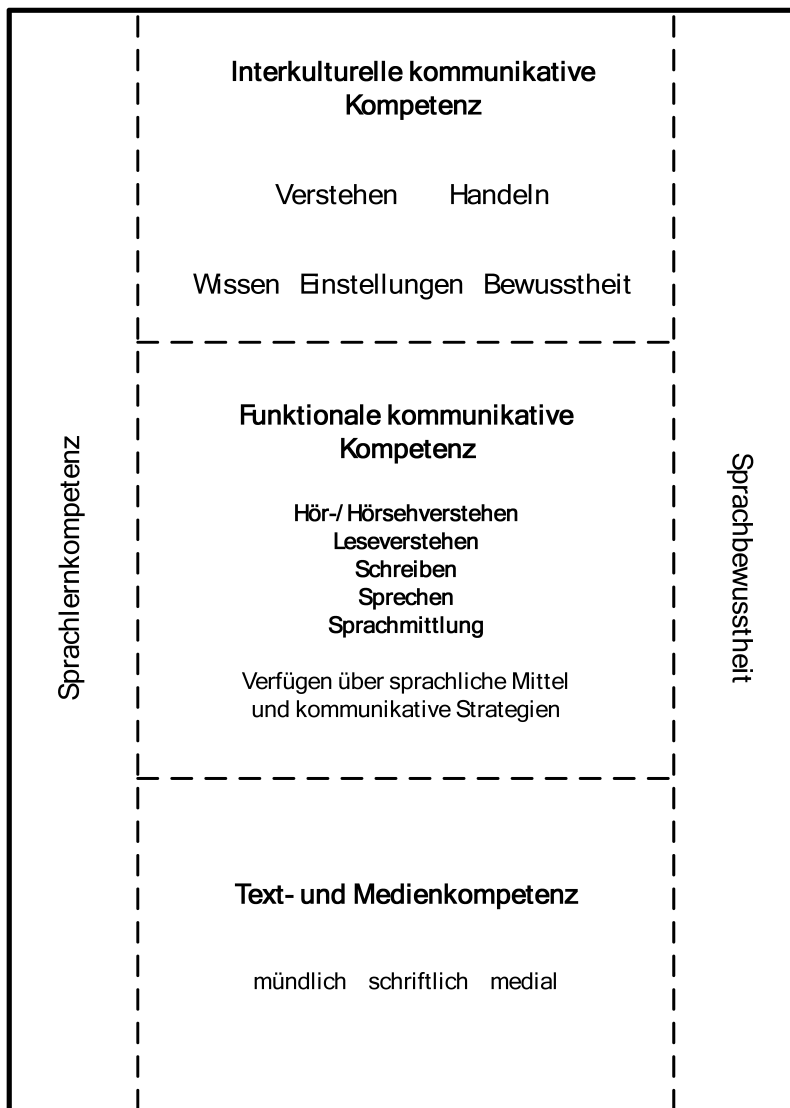 Interkulturelle kommunikative
Kompetenz
Verstehen Handeln
Wissen Einstellungen Bewusstheit
Sprachlernkompetenz
Funktionale kommunikative
Kompetenz
Hör-/ Hörsehverstehen
Leseverstehen
Schreiben
Sprechen
Sprachmittlung
Verfügen über sprachliche Mittel
und kommunikative Strategien
Sprachbewusstheit
Text- und Medienkompetenz
mündlich schriftlich medial